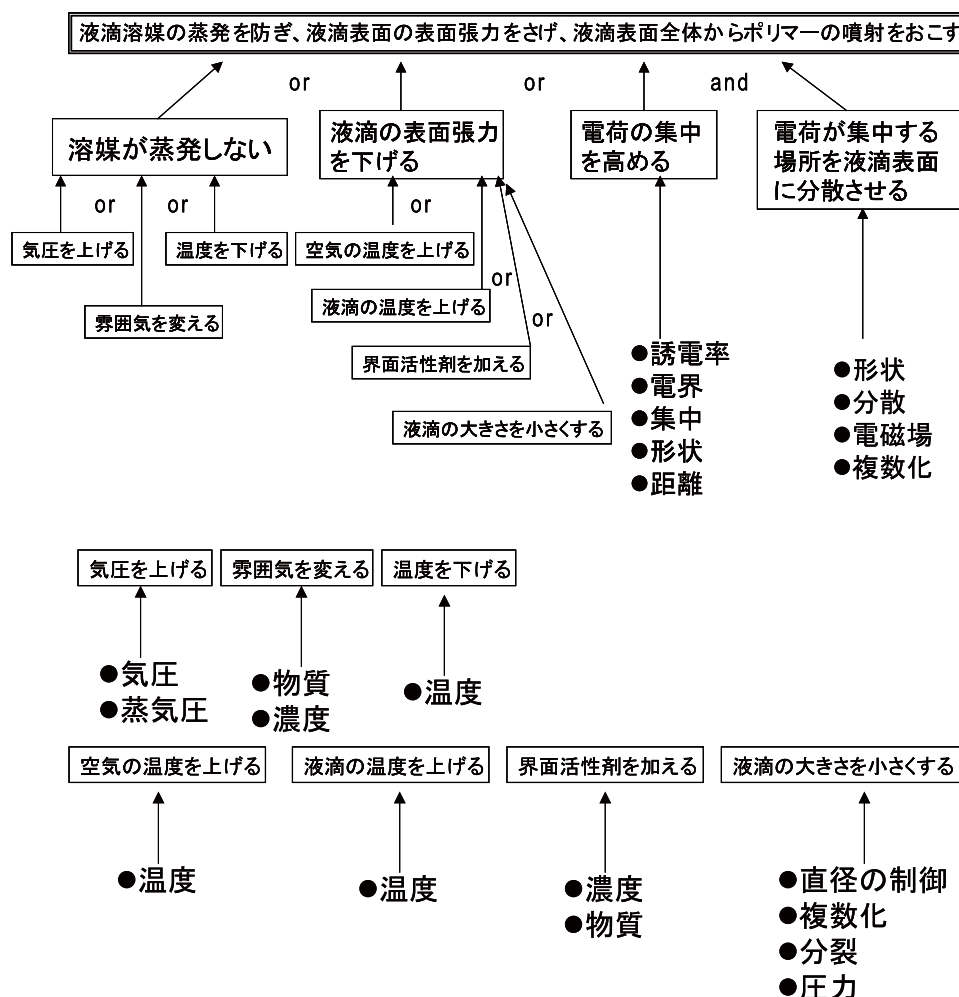 液滴溶媒の蒸発を防ぎ、液滴表面の表面張力をさげ、液滴表面全体からポリマーの噴射をおこす
or
or
and
溶媒が蒸発しない
液滴の表面張力
を下げる
電荷の集中
を高める
電荷が集中する
場所を液滴表面
に分散させる
or
or
or
気圧を上げる
温度を下げる
空気の温度を上げる
or
液滴の温度を上げる
雰囲気を変える
or
界面活性剤を加える
液滴の大きさを小さくする
●誘電率
●電界
●集中
●形状
●距離
●形状
●分散
●電磁場
●複数化
気圧を上げる
雰囲気を変える
温度を下げる
●気圧
●蒸気圧
●物質
●濃度
●温度
空気の温度を上げる
液滴の温度を上げる
界面活性剤を加える
液滴の大きさを小さくする
●温度
●温度
●濃度
●物質
●直径の制御
●複数化
●分裂
●圧力